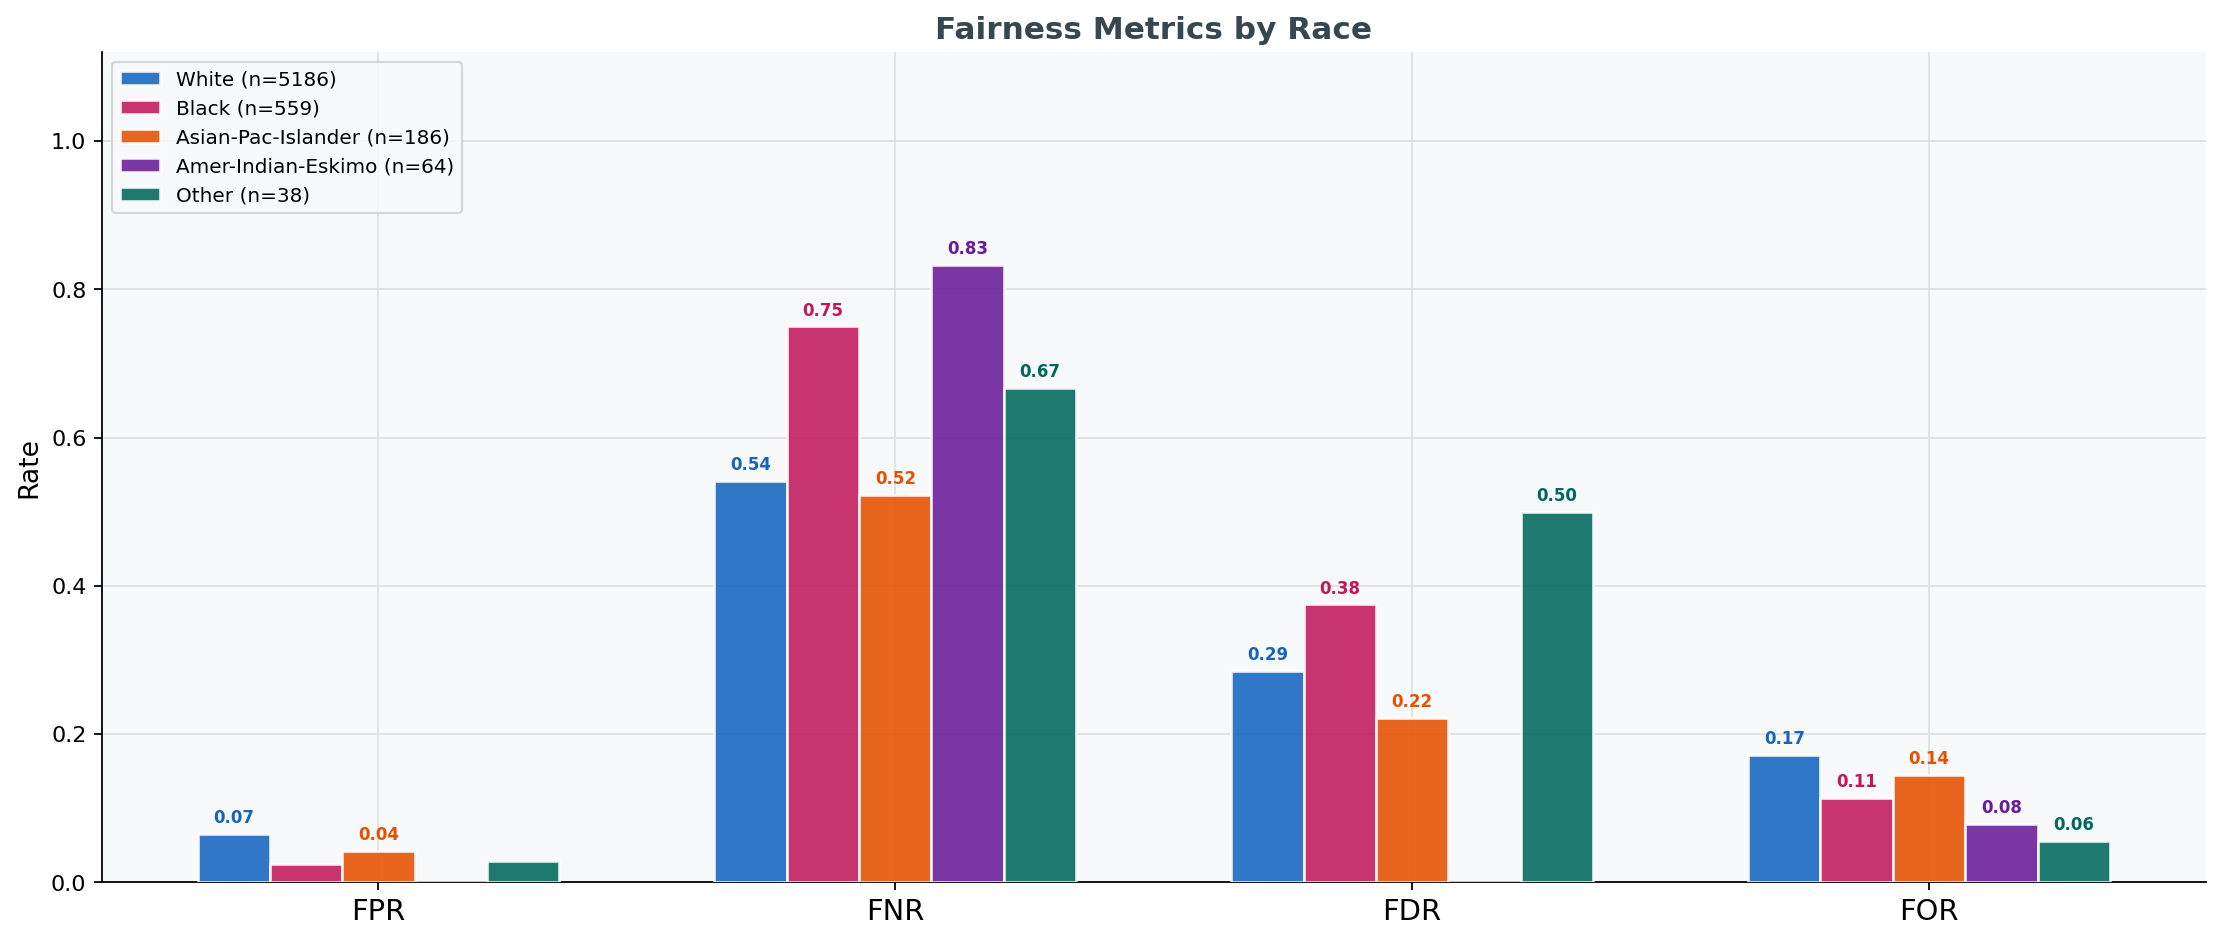 Fairness Metrics by Race
White (n=5186)
Black (n=559)
Asian-Pac-Islander (n=186)
Amer-Indian-Eskimo (n=64)
Other (n=38)
Rate
1.0
0.8
0.6
0.4
0.2
0.0
0.07
0.04
0.54
0.75
0.52
0.83
0.67
0.29
0.38
0.22
0.50
0.17
0.11
0.14
0.08
0.06
FPR
FNR
FDR
FOR